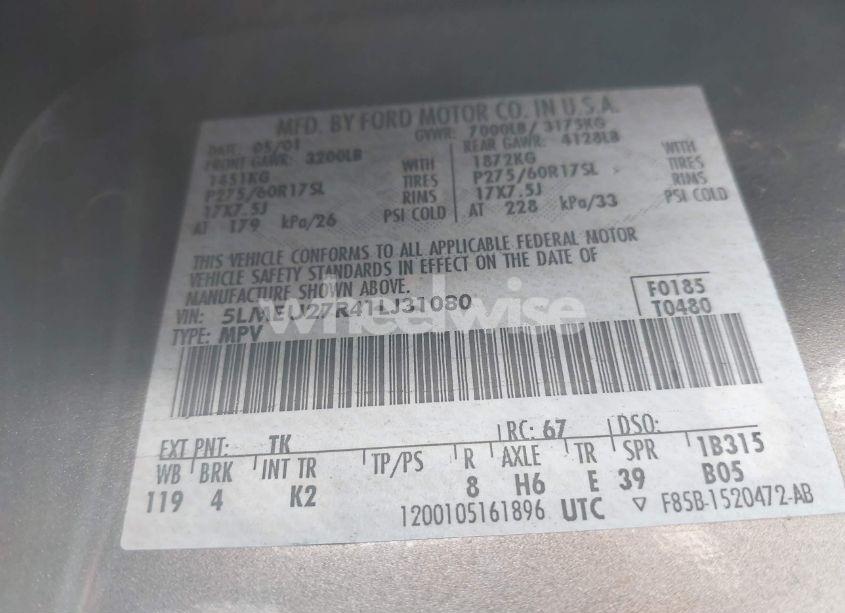 MFD. BY FORD MOTOR CO. IN U.S.A.
DATE: 05/01 GVWR: 7000LB/ 3175KG
FRONT GAWR: 3200LB REAR GAWR: 4128LB
1451KG WITH 1872KG WITH
P275/60R17SL TIRES P275/60R17SL TIRES
17X7.5J RIMS 17X7.5J RIMS
AT 179 kPa/26 PSI COLD AT 228 kPa/33 PSI COLD
THIS VEHICLE CONFORMS TO ALL APPLICABLE FEDERAL MOTOR
VEHICLE SAFETY STANDARDS IN EFFECT ON THE DATE OF
MANUFACTURE SHOWN ABOVE.
VIN: 5LMEU27R41LJ31080 F0185
TYPE: MPV T0480
wheelwise
EXT PNT: TK RC: 67 DSO:
WB BRK INT TR TP/PS R AXLE TR SPR 1B315
119 4 K2 8 H6 E 39 B05
1200105161896 UTC ▽ F85B-1520472-AB